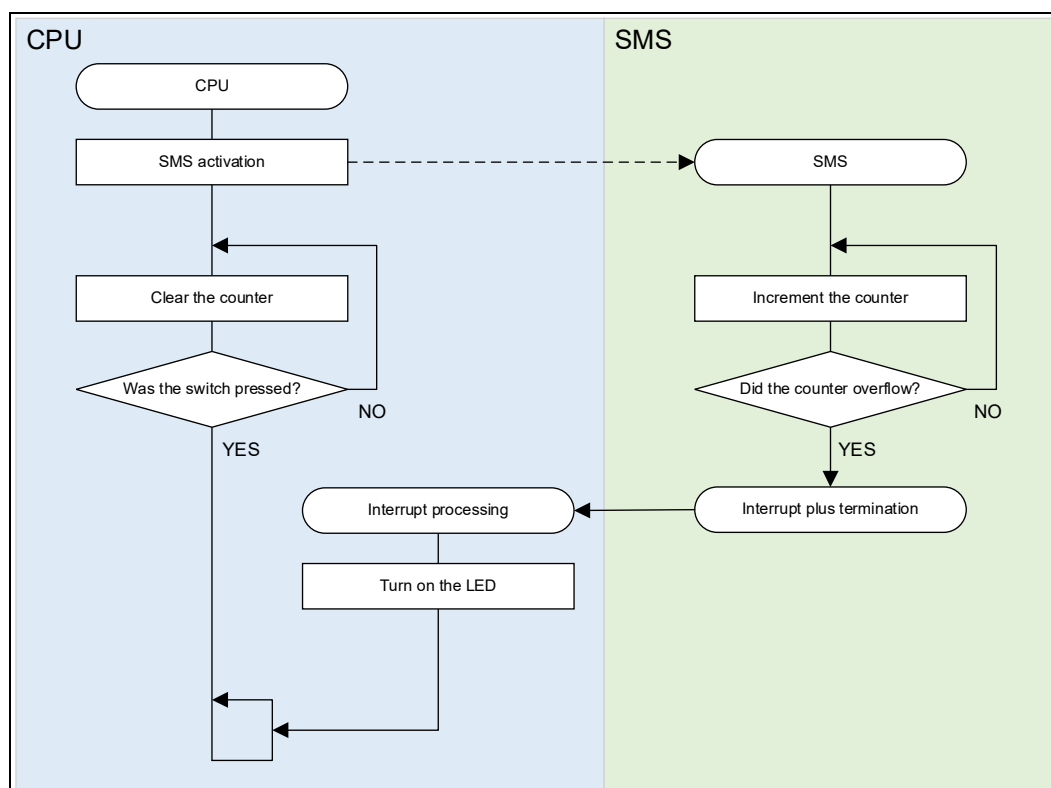 CPU
SMS
CPU
SMS activation
SMS
Clear the counter
Increment the counter
Was the switch pressed?
Did the counter overflow?
NO
NO
YES
YES
Interrupt processing
Interrupt plus termination
Turn on the LED